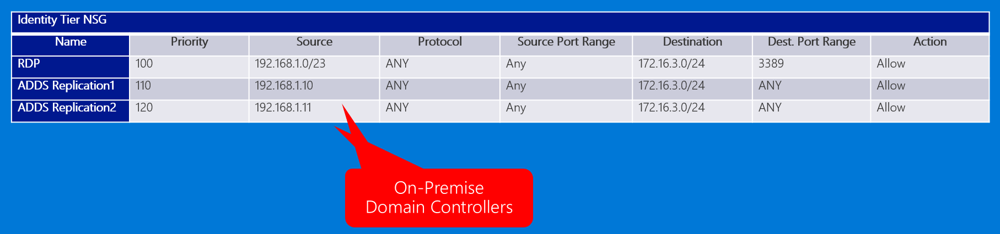 Identity Tier NSG
Name Priority Source Protocol Source Port Range Destination Dest. Port Range Action
RDP 100 192.168.1.0/23 ANY Any 172.16.3.0/24 3389 Allow
ADDS Replication1 110 192.168.1.10 ANY Any 172.16.3.0/24 ANY Allow
ADDS Replication2 120 192.168.1.11 ANY Any 172.16.3.0/24 ANY Allow
On-Premise
Domain Controllers